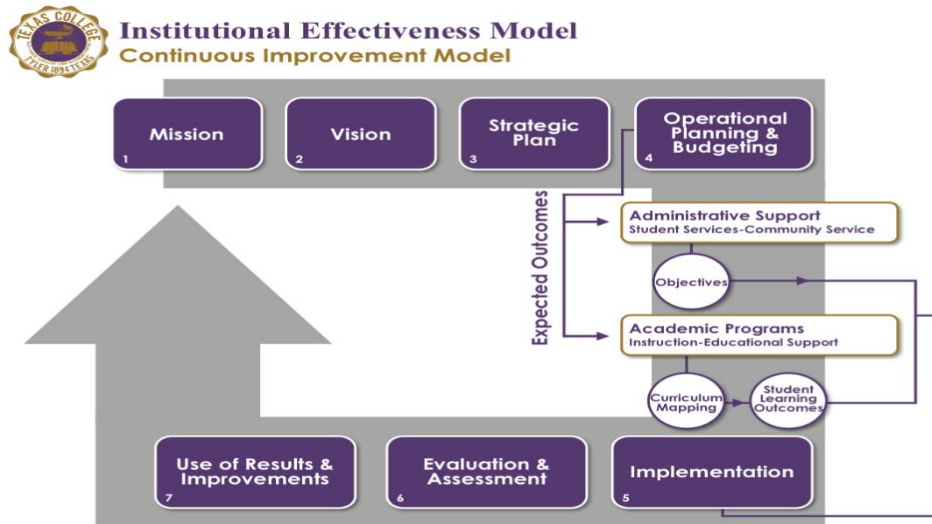 TEXAS COLLEGE
TYLER 1894 TEXAS
Institutional Effectiveness Model
Continuous Improvement Model
Mission
1
Vision
2
Strategic
Plan
3
Operational
Planning &
Budgeting
4
Expected Outcomes
Administrative Support
Student Services-Community Service
Objectives
Academic Programs
Instruction-Educational Support
Curriculum
Mapping
Student
Learning
Outcomes
Use of Results &
Improvements
7
Evaluation &
Assessment
6
Implementation
5